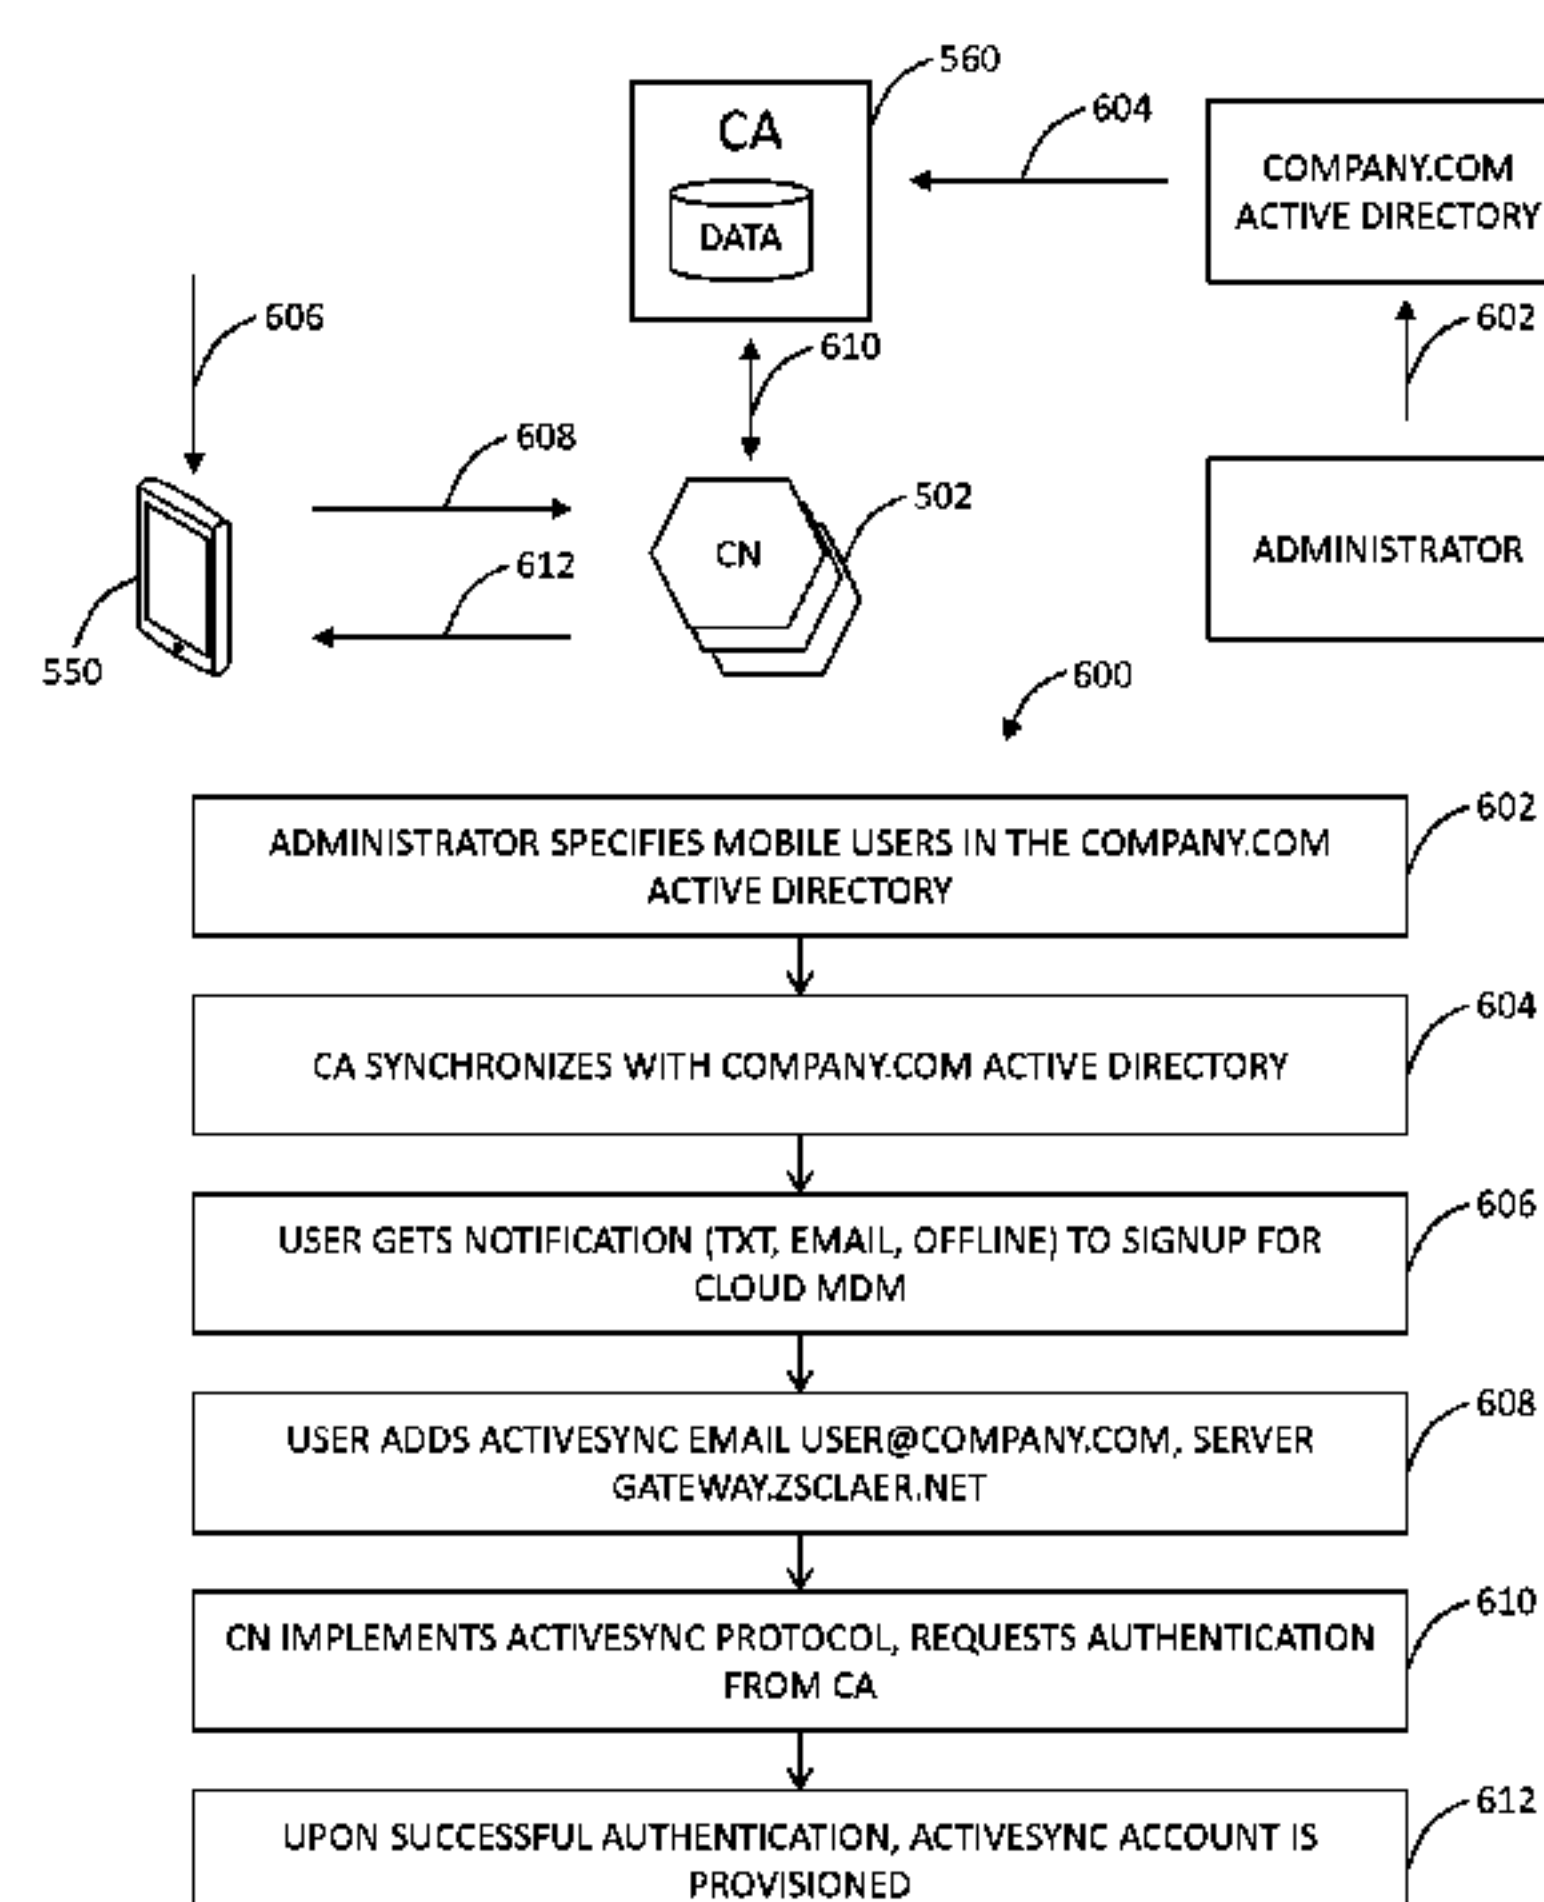 560
CA
DATA
604
COMPANY.COM
ACTIVE DIRECTORY
606
610
602
608
CN
502
612
ADMINISTRATOR
550
600
602
ADMINISTRATOR SPECIFIES MOBILE USERS IN THE COMPANY.COM
ACTIVE DIRECTORY
604
CA SYNCHRONIZES WITH COMPANY.COM ACTIVE DIRECTORY
606
USER GETS NOTIFICATION (TXT, EMAIL, OFFLINE) TO SIGNUP FOR
CLOUD MDM
608
USER ADDS ACTIVESYNC EMAIL USER@COMPANY.COM, SERVER
GATEWAY.ZSCLAER.NET
610
CN IMPLEMENTS ACTIVESYNC PROTOCOL, REQUESTS AUTHENTICATION
FROM CA
612
UPON SUCCESSFUL AUTHENTICATION, ACTIVESYNC ACCOUNT IS
PROVISIONED